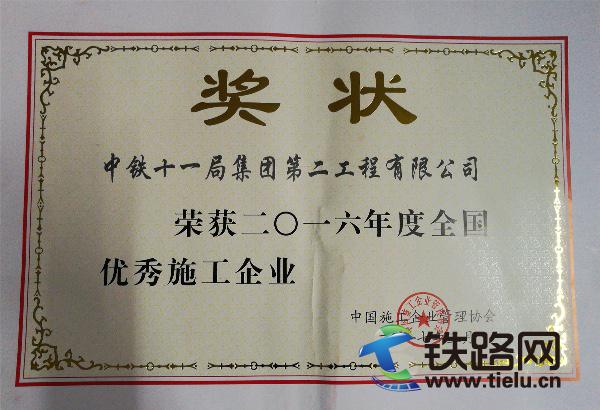 奖状
中铁十一局集团第二工程有限公司
荣获二〇一六年度全国
优秀施工企业
中国施工企业管理协会
铁路网
www.tielu.cn